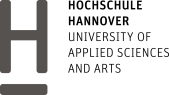 HOCHSCHULE
HANNOVER
UNIVERSITY OF
APPLIED SCIENCES
AND ARTS